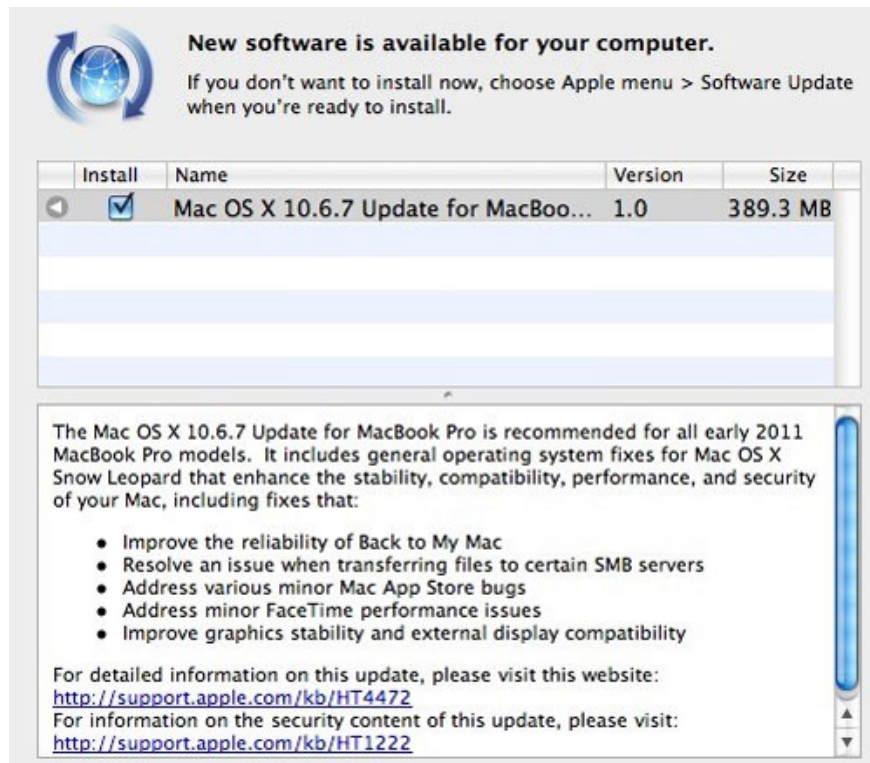 New software is available for your computer.
If you don't want to install now, choose Apple menu > Software Update
when you're ready to install.
Install Name Version Size
Mac OS X 10.6.7 Update for MacBoo... 1.0 389.3 MB
The Mac OS X 10.6.7 Update for MacBook Pro is recommended for all early 2011
MacBook Pro models. It includes general operating system fixes for Mac OS X
Snow Leopard that enhance the stability, compatibility, performance, and security
of your Mac, including fixes that:
• Improve the reliability of Back to My Mac
• Resolve an issue when transferring files to certain SMB servers
• Address various minor Mac App Store bugs
• Address minor FaceTime performance issues
• Improve graphics stability and external display compatibility
For detailed information on this update, please visit this website:
http://support.apple.com/kb/HT4472
For information on the security content of this update, please visit:
http://support.apple.com/kb/HT1222